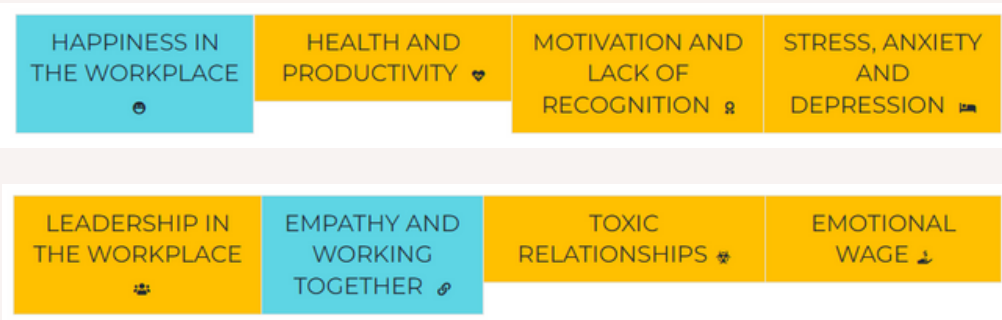 HAPPINESS IN
THE WORKPLACE
HEALTH AND
PRODUCTIVITY
MOTIVATION AND
LACK OF
RECOGNITION
STRESS, ANXIETY
AND
DEPRESSION
LEADERSHIP IN
THE WORKPLACE
EMPATHY AND
WORKING
TOGETHER
TOXIC
RELATIONSHIPS
EMOTIONAL
WAGE